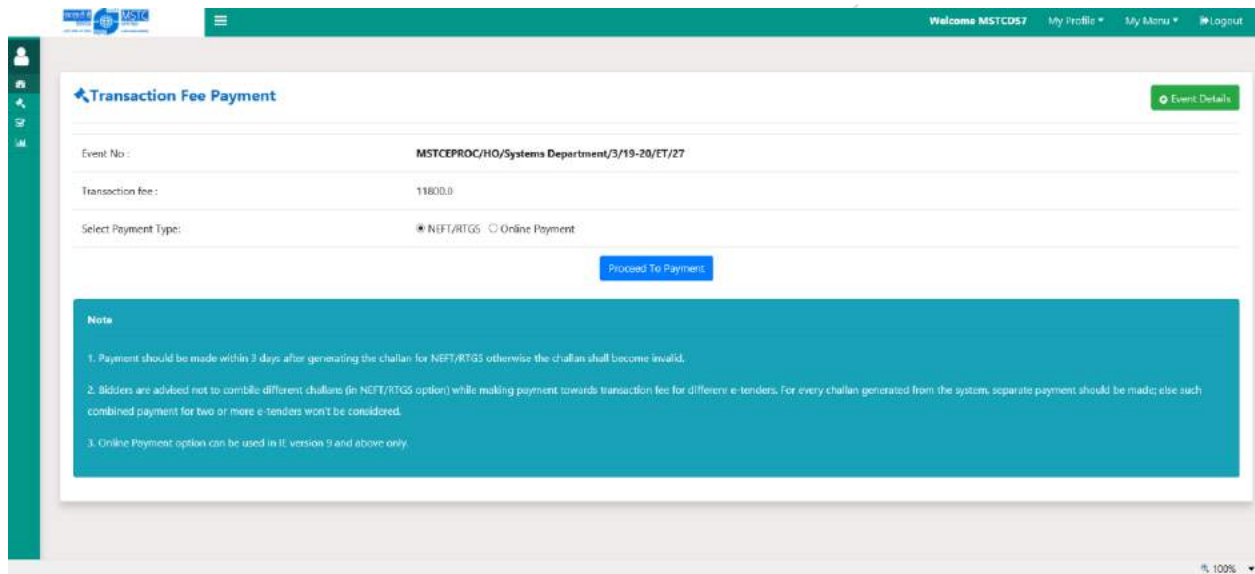 MSTC
Welcome MSTCDS7 My Profile My Menu Logout
Transaction Fee Payment
Event Details
Event No : MSTCEPROC/HO/Systems Department/3/19-20/ET/27
Transaction fee : 11800.0
Select Payment Type: NEFT/RTGS Online Payment
Proceed To Payment
Note
1. Payment should be made within 3 days after generating the challan for NEFT/RTGS otherwise the challan shall become invalid.
2. Bidders are advised not to combile different challans (in NEFT/RTGS option) while making payment towards transaction fee for different e-tenders. For every challan generated from the system, separate payment should be made; else such
combined payment for two or more e-tenders won't be considered.
3. Online Payment option can be used in IE version 9 and above only.
100%